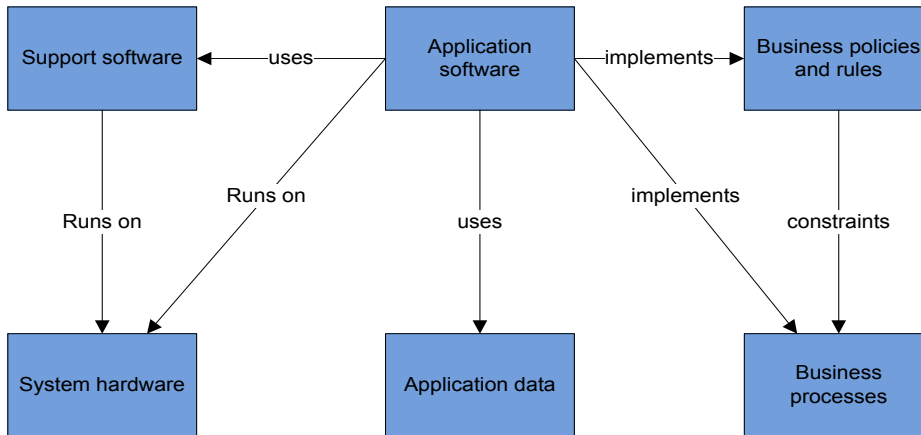 Support software
uses
Application
software
implements
Business policies
and rules
Runs on
Runs on
uses
implements
constraints
System hardware
Application data
Business
processes